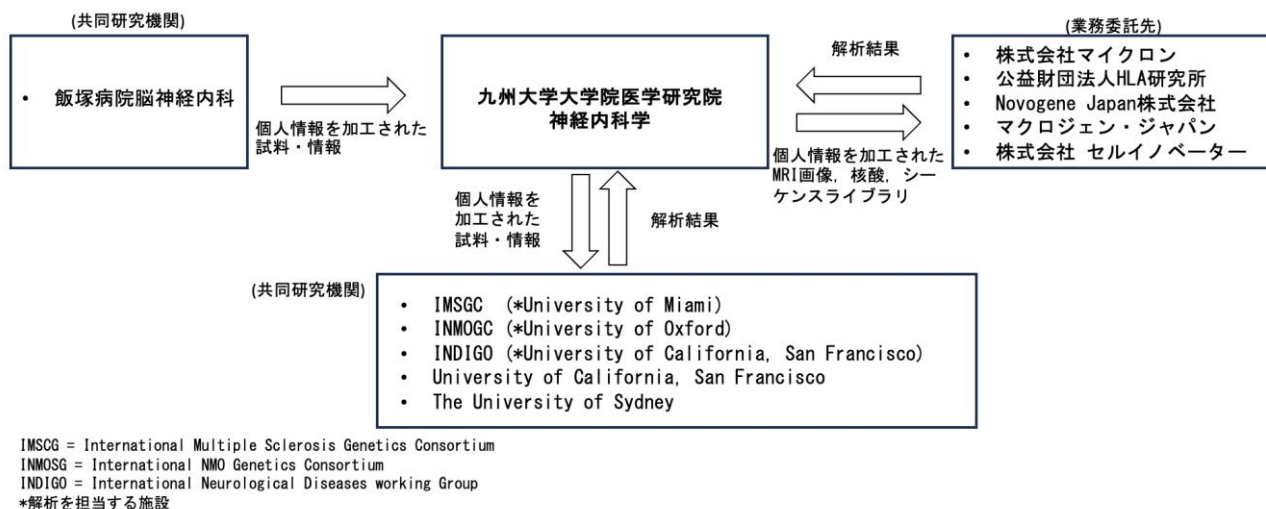 (共同研究機関)
• 飯塚病院脳神経内科
個人情報を加工された
試料・情報
九州大学大学院医学研究院
神経内科学
解析結果
個人情報を加工された
MRI画像, 核酸, シー
ケンスライブラリ
(業務委託先)
• 株式会社マイクロン
• 公益財団法人HLA研究所
• Novogene Japan株式会社
• マクロジェン・ジャパン
• 株式会社 セルイノベーター
個人情報を
加工された
試料・情報
解析結果
(共同研究機関)
• IMSGC (*University of Miami)
• INMOGC (*University of Oxford)
• INDIGO (*University of California, San Francisco)
• University of California, San Francisco
• The University of Sydney
IMSCG = International Multiple Sclerosis Genetics Consortium
INMOSG = International NMO Genetics Consortium
INDIGO = International Neurological Diseases working Group
*解析を担当する施設